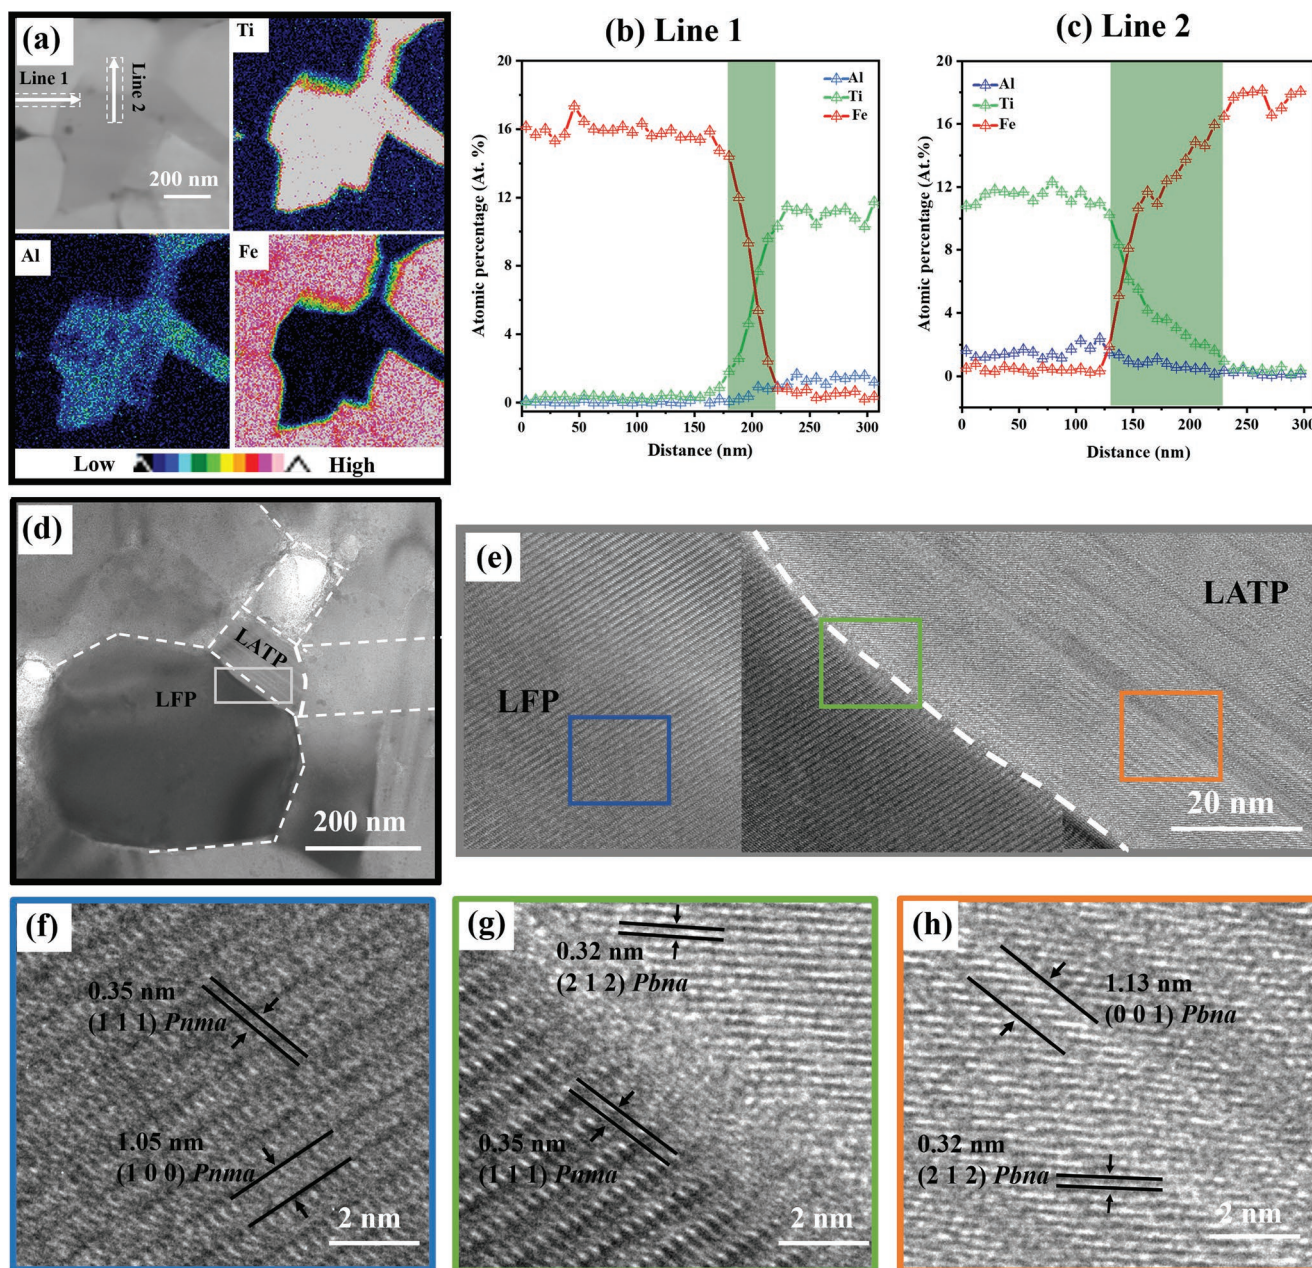 (a)
Line 1
Line 2
200 nm
Ti
Al
Fe
Low
High
(b) Line 1
Atomic percentage (At. %)
20
16
12
8
4
0
Al
Ti
Fe
0
50
100
150
200
250
300
Distance (nm)
(c) Line 2
Atomic percentage (At. %)
20
16
12
8
4
0
Al
Ti
Fe
0
50
100
150
200
250
300
Distance (nm)
(d)
LATP
LFP
200 nm
(e)
LATP
LFP
20 nm
(f)
0.35 nm
(1 1 1) Pnma
1.05 nm
(1 0 0) Pnma
2 nm
(g)
0.32 nm
(2 1 2) Pbna
0.35 nm
(1 1 1) Pnma
2 nm
(h)
1.13 nm
(0 0 1) Pbna
0.32 nm
(2 1 2) Pbna
2 nm